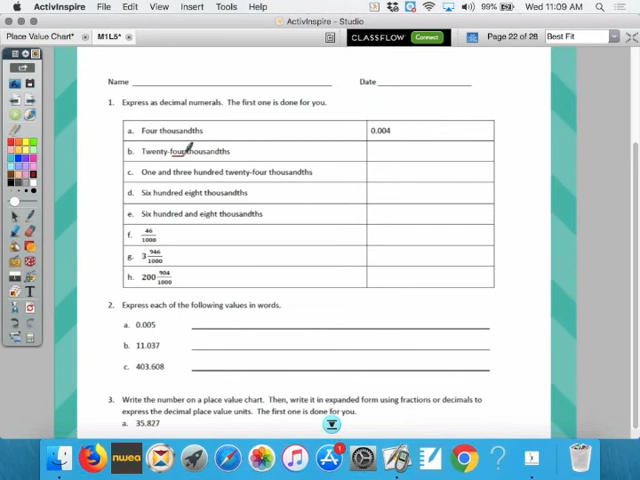 ActivInspire File Edit View Insert Tools Help 99% Wed 11:09 AM
ActivInspire - Studio
Place Value Chart* M1L5* CLASSFLOW Connect Page 22 of 28 Best Fit
Name Date
1. Express as decimal numerals. The first one is done for you.
a. Four thousandths 0.004
b. Twenty-four thousandths
c. One and three hundred twenty-four thousandths
d. Six hundred eight thousandths
e. Six hundred and eight thousandths
f. 46/1000
g. 3 946/1000
h. 200 904/1000
2. Express each of the following values in words.
a. 0.005
b. 11.037
c. 403.608
3. Write the number on a place value chart. Then, write it in expanded form using fractions or decimals to
express the decimal place value units. The first one is done for you.
a. 35.827
nwea 1